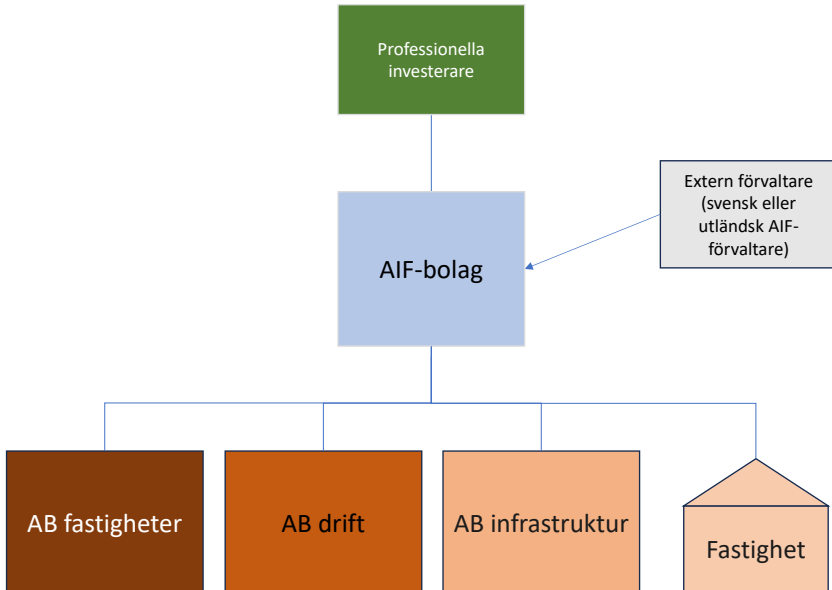 Professionella
investerare
Extern förvaltare
(svensk eller
utländsk AIF-
förvaltare)
AIF-bolag
AB fastigheter
AB drift
AB infrastruktur
Fastighet